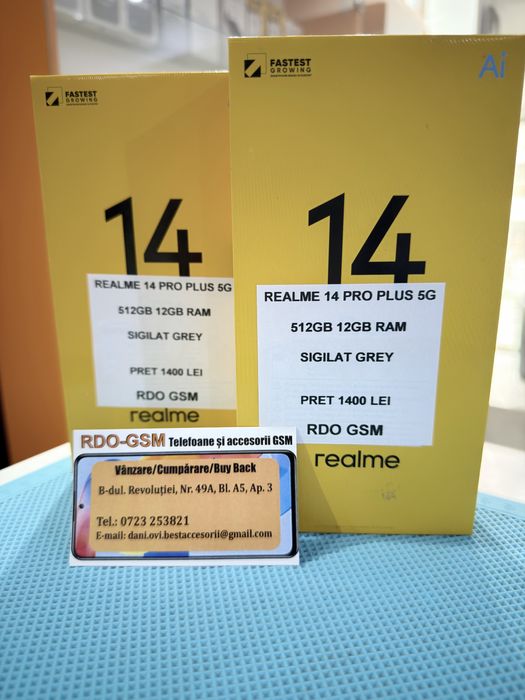 FASTEST
GROWING
14
REALME 14 PRO PLUS 5G
512GB 12GB RAM
SIGILAT GREY
PRET 1400 LEI
RDO GSM
realme
FASTEST
GROWING
Ai
14
REALME 14 PRO PLUS 5G
512GB 12GB RAM
SIGILAT GREY
PRET 1400 LEI
RDO GSM
realme
RDO-GSM Telefoane și accesorii GSM
Vânzare/Cumpărare/Buy Back
B-dul. Revoluției, Nr. 49A, Bl. A5, Ap. 3
Tel.: 0723 253821
E-mail: dani.ovi.bestaccesorii@gmail.com